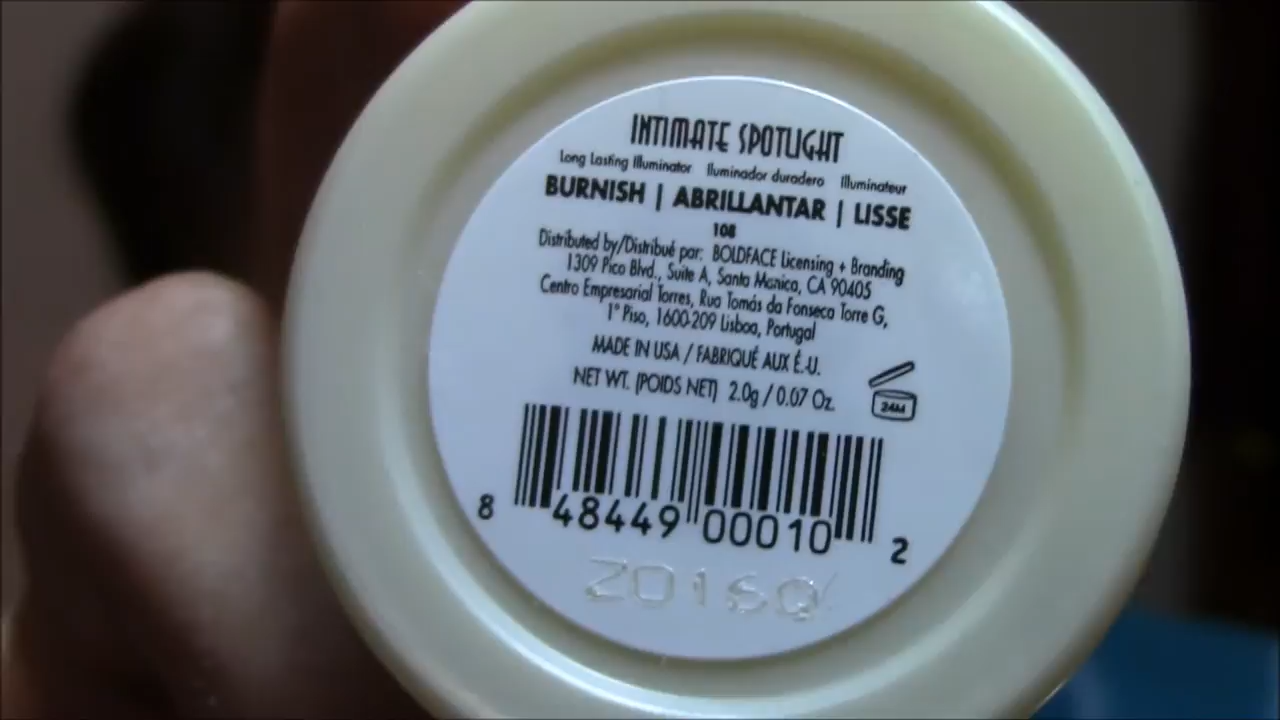 INTIMATE SPOTLIGHT
Long Lasting Illuminator Iluminador duradero Illuminateur
BURNISH | ABRILLANTAR | LISSE
108
Distributed by/Distribué par: BOLDFACE Licensing + Branding
1309 Pico Blvd., Suite A, Santa Monica, CA 90405
Centro Empresarial Torres, Rua Tomás da Fonseca Torre G,
1° Piso, 1600-209 Lisboa, Portugal
MADE IN USA / FABRIQUÉ AUX É.-U.
NET WT. (POIDS NET) 2.0g / 0.07 Oz.
24M
8 48449 00010 2